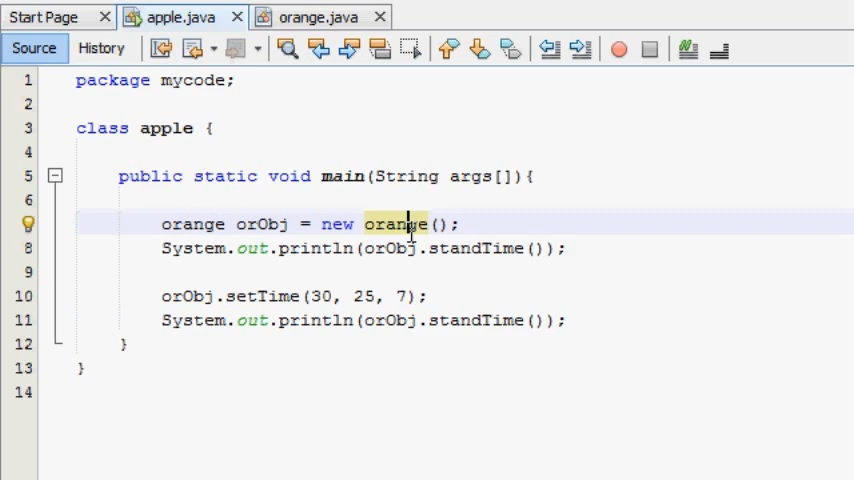 Start Page apple.java orange.java
Source History
1 package mycode;
2
3 class apple {
4
5 public static void main(String args[]){
6
orange orObj = new orange();
8 System.out.println(orObj.standTime());
9
10 orObj.setTime(30, 25, 7);
11 System.out.println(orObj.standTime());
12 }
13 }
14